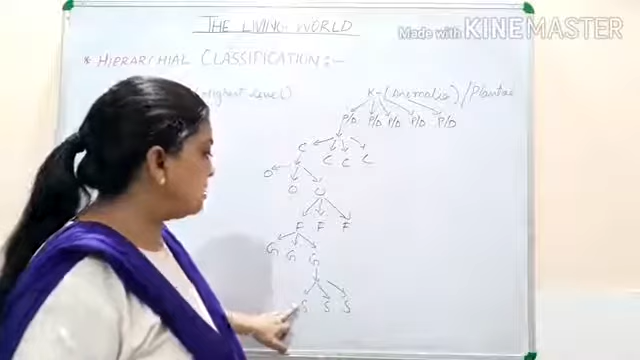 THE LIVING WORLD
Made with KINEMASTER
* HIERARCHIAL CLASSIFICATION :-
(Highest level)
K-(Animalia) / Plantae
P/D P/D P/D P/D P/D
C C C C
O O O
F F F
G G G
S S S